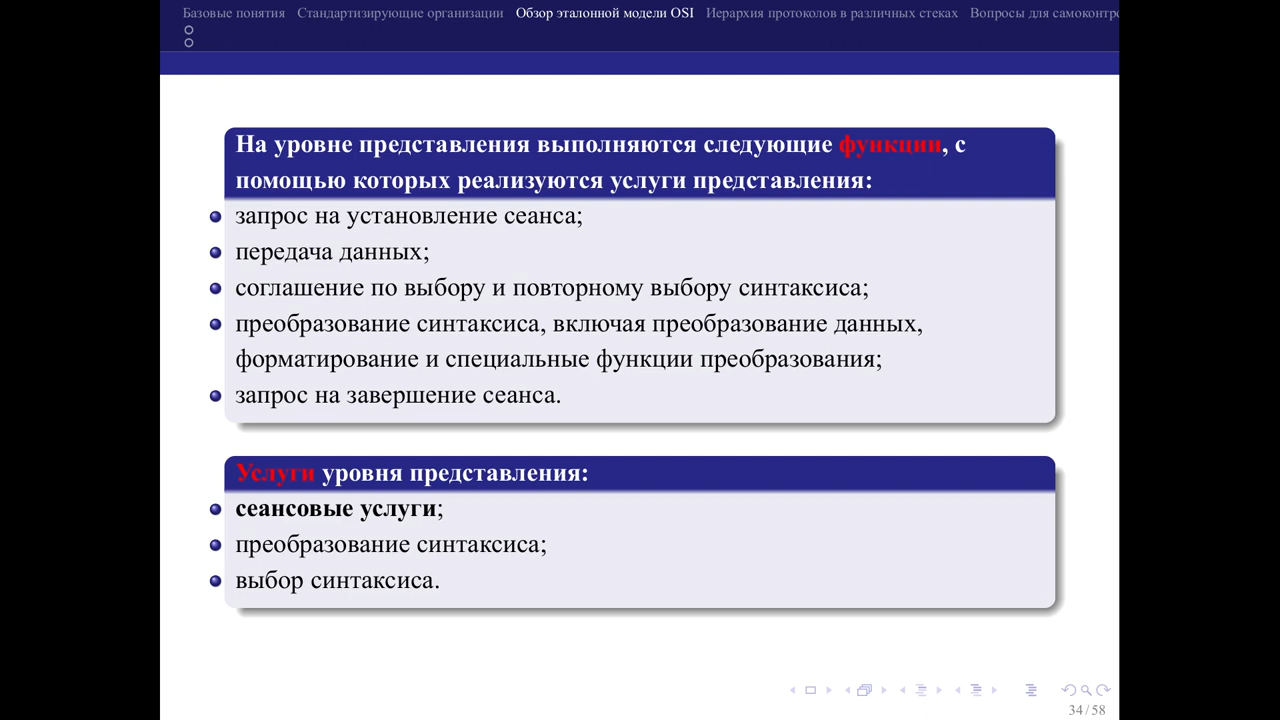 Базовые понятия Стандартизирующие организации Обзор эталонной модели OSI Иерархия протоколов в различных стеках Вопросы для самоконтро
На уровне представления выполняются следующие функции, с
помощью которых реализуются услуги представления:
запрос на установление сеанса;
передача данных;
соглашение по выбору и повторному выбору синтаксиса;
преобразование синтаксиса, включая преобразование данных,
форматирование и специальные функции преобразования;
запрос на завершение сеанса.
Услуги уровня представления:
сеансовые услуги;
преобразование синтаксиса;
выбор синтаксиса.
34/58